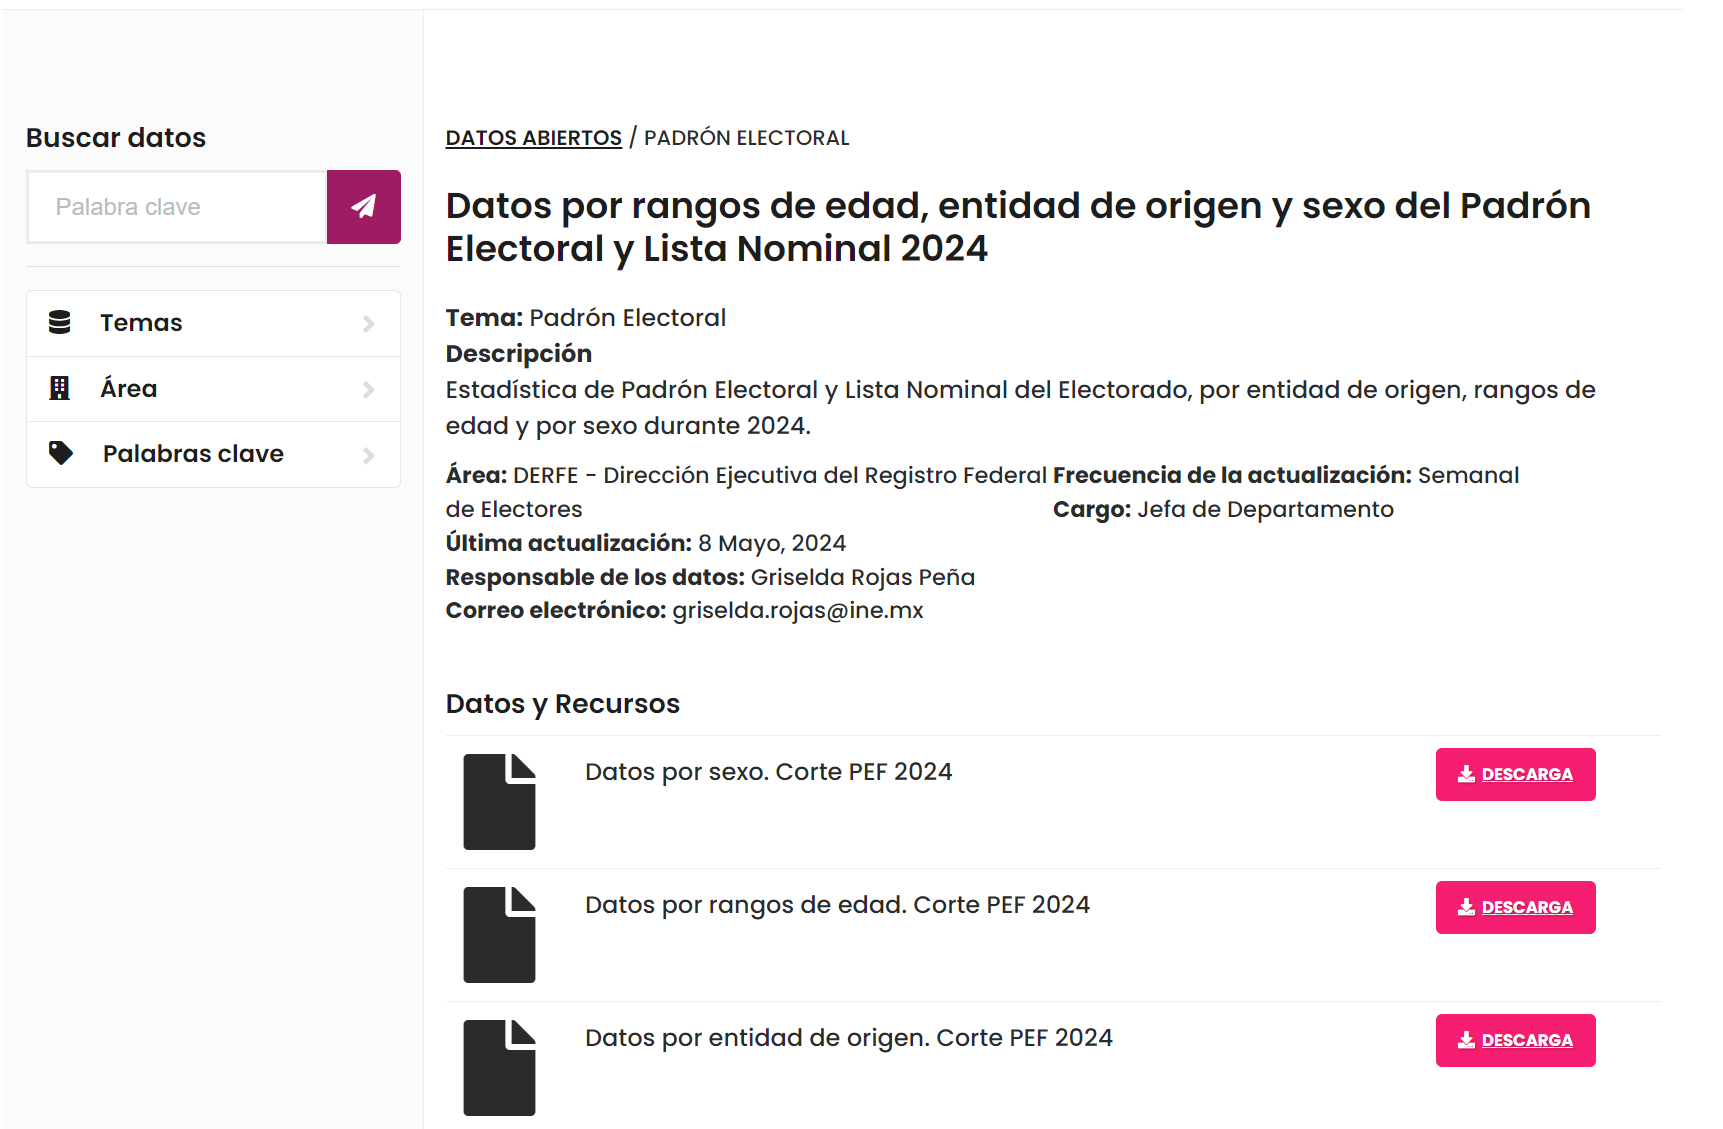 Buscar datos
Palabra clave
Temas
Área
Palabras clave
DATOS ABIERTOS / PADRÓN ELECTORAL
Datos por rangos de edad, entidad de origen y sexo del Padrón
Electoral y Lista Nominal 2024
Tema: Padrón Electoral
Descripción
Estadística de Padrón Electoral y Lista Nominal del Electorado, por entidad de origen, rangos de
edad y por sexo durante 2024.
Área: DERFE - Dirección Ejecutiva del Registro Federal
de Electores
Última actualización: 8 Mayo, 2024
Responsable de los datos: Griselda Rojas Peña
Correo electrónico: griselda.rojas@ine.mx
Frecuencia de la actualización: Semanal
Cargo: Jefa de Departamento
Datos y Recursos
Datos por sexo. Corte PEF 2024
DESCARGA
Datos por rangos de edad. Corte PEF 2024
DESCARGA
Datos por entidad de origen. Corte PEF 2024
DESCARGA